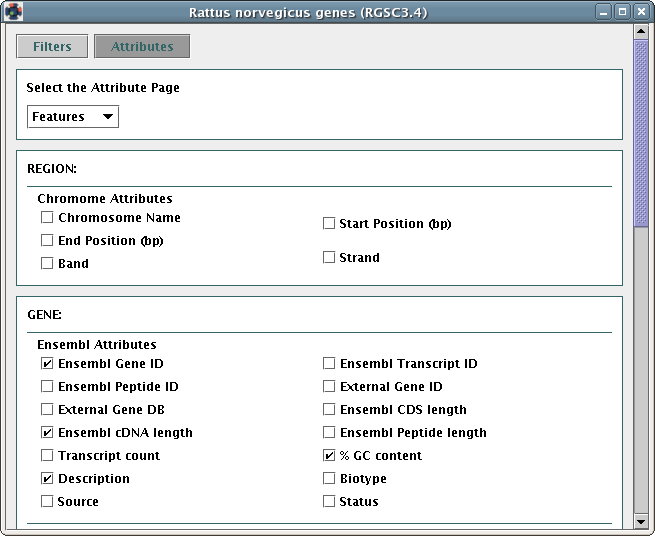 Rattus norvegicus genes (RGSC3.4)
Filters Attributes
Select the Attribute Page
Features
REGION:
Chromome Attributes
Chromosome Name
Start Position (bp)
End Position (bp)
Band
Strand
GENE:
Ensembl Attributes
Ensembl Gene ID Ensembl Transcript ID
Ensembl Peptide ID External Gene ID
External Gene DB Ensembl CDS length
Ensembl cDNA length Ensembl Peptide length
Transcript count % GC content
Description Biotype
Source Status